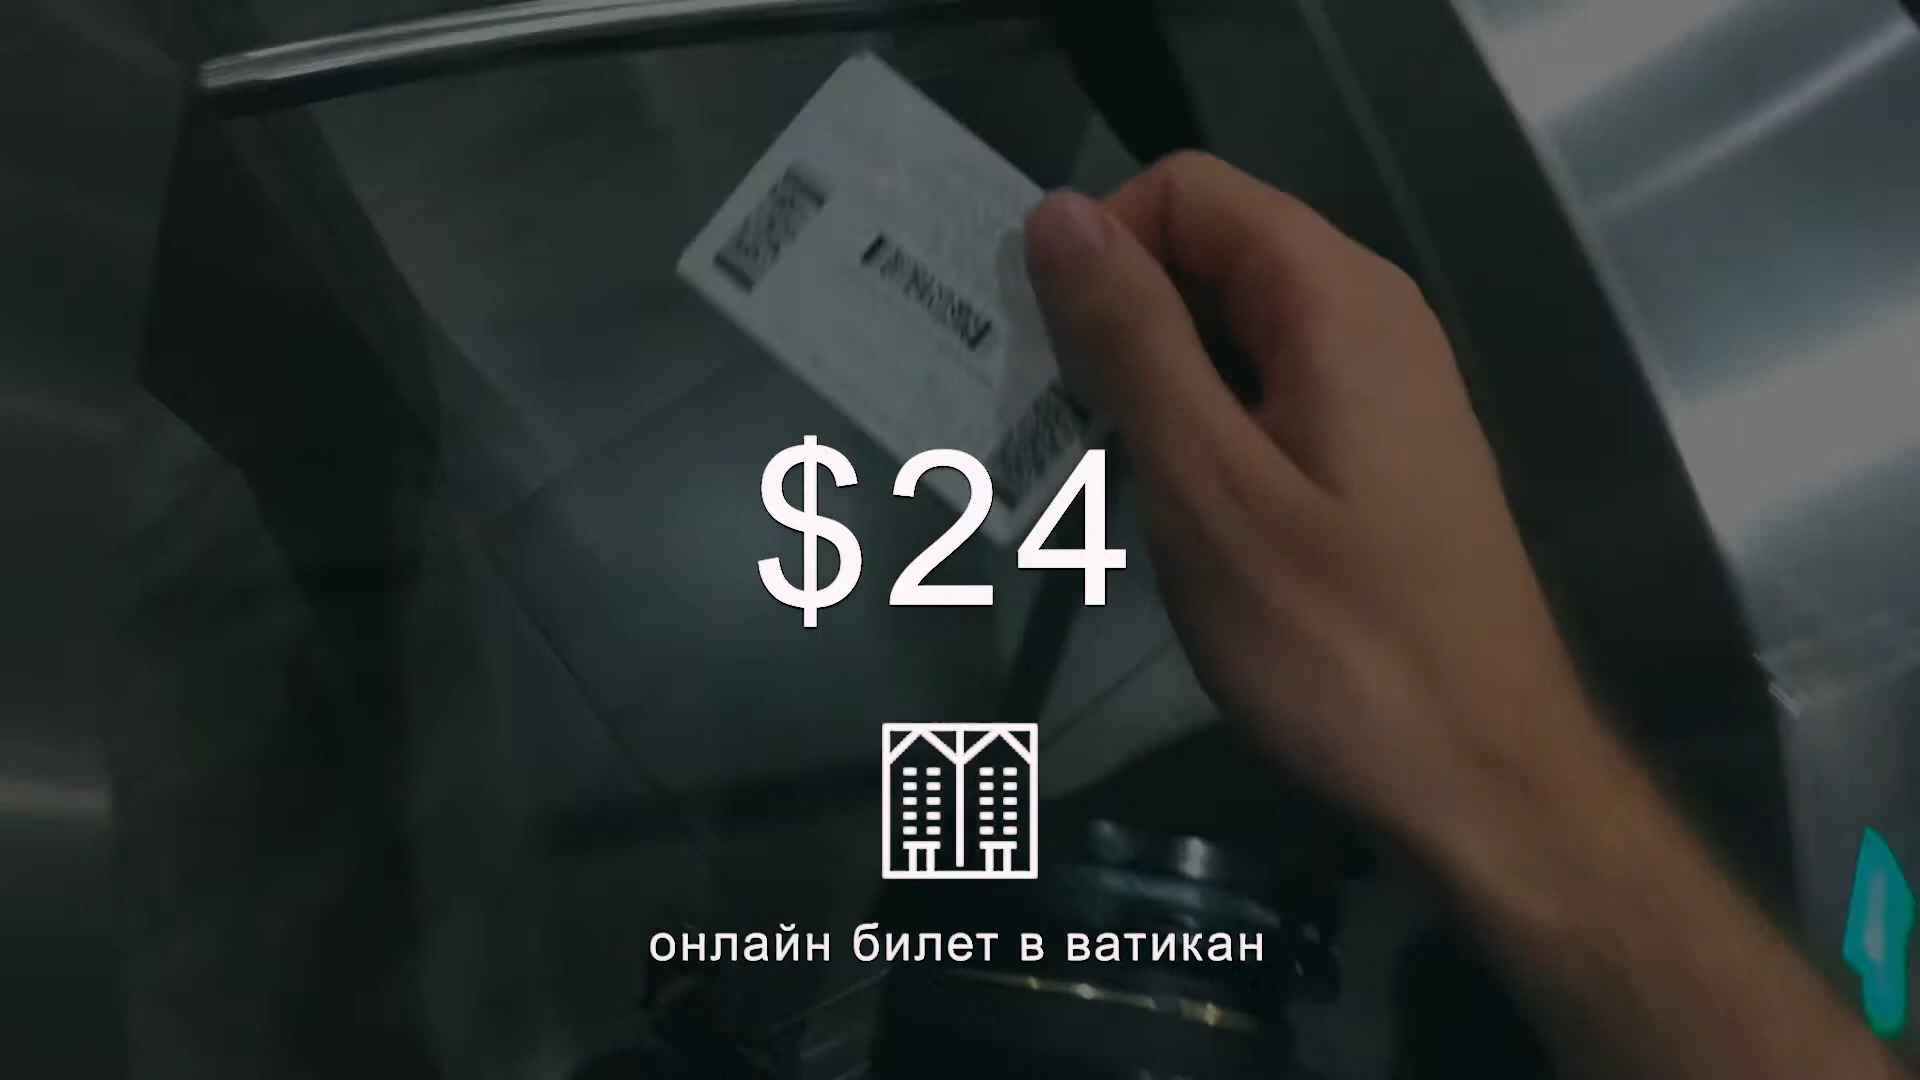 $24
онлайн билет в ватикан